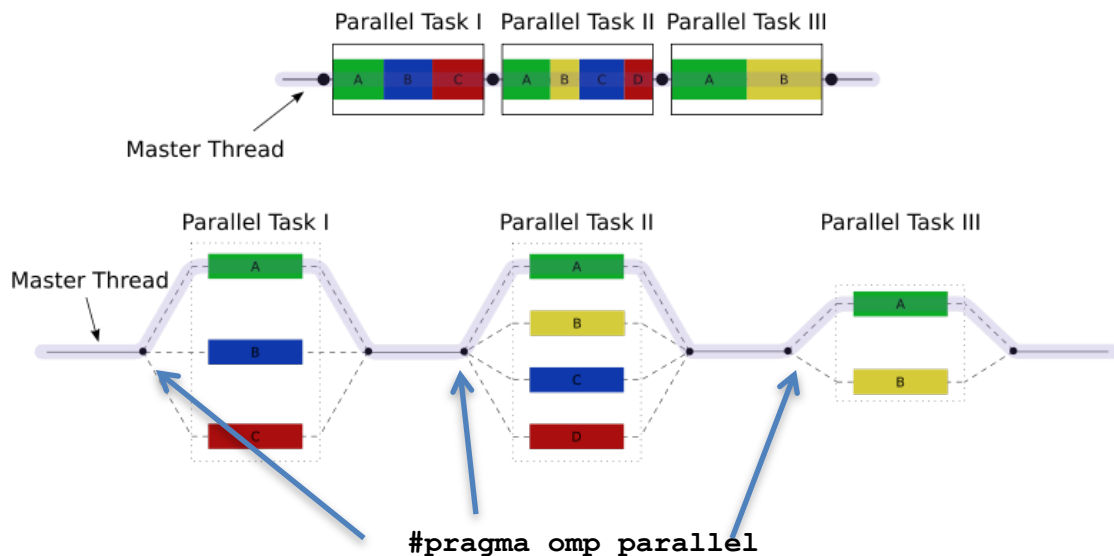 Parallel Task I Parallel Task II Parallel Task III
A B C A B C D A B
Master Thread
Parallel Task I Parallel Task II Parallel Task III
A A
Master Thread
A
B
B
C
B
C D
#pragma omp parallel